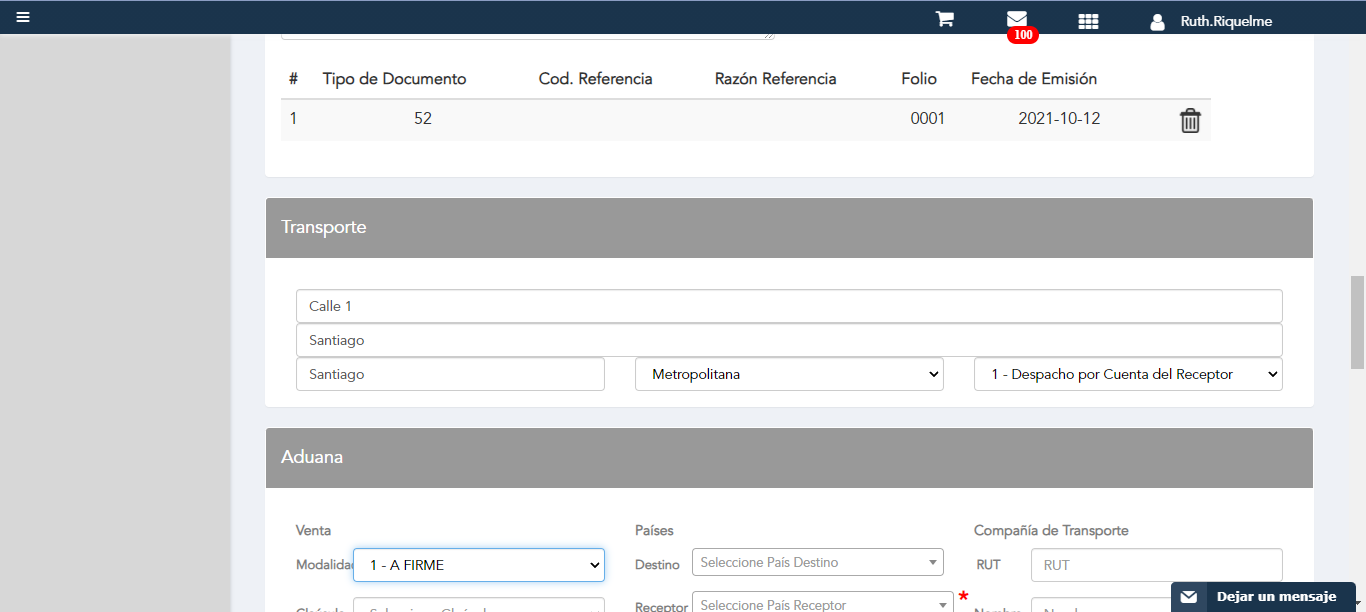 Ruth.Riquelme
100
# Tipo de Documento Cod. Referencia Razón Referencia Folio Fecha de Emisión
1 52 0001 2021-10-12
Transporte
Calle 1
Santiago
Santiago Metropolitana 1 - Despacho por Cuenta del Receptor
Aduana
Venta Países Compañía de Transporte
Modalidad 1 - A FIRME Destino Seleccione País Destino RUT RUT
Receptor Seleccione País Receptor *
Dejar un mensaje